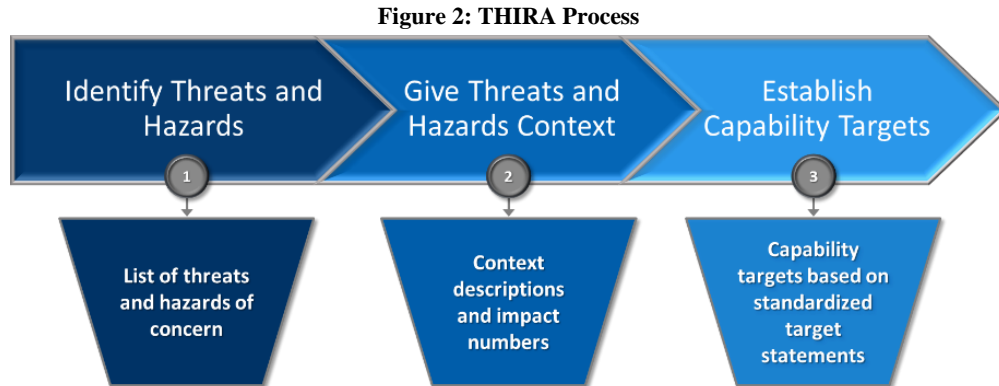 Figure 2: THIRA Process
Identify Threats and
Hazards
Give Threats and
Hazards Context
Establish
Capability Targets
1
2
3
List of threats
and hazards of
concern
Context
descriptions
and impact
numbers
Capability
targets based on
standardized
target
statements